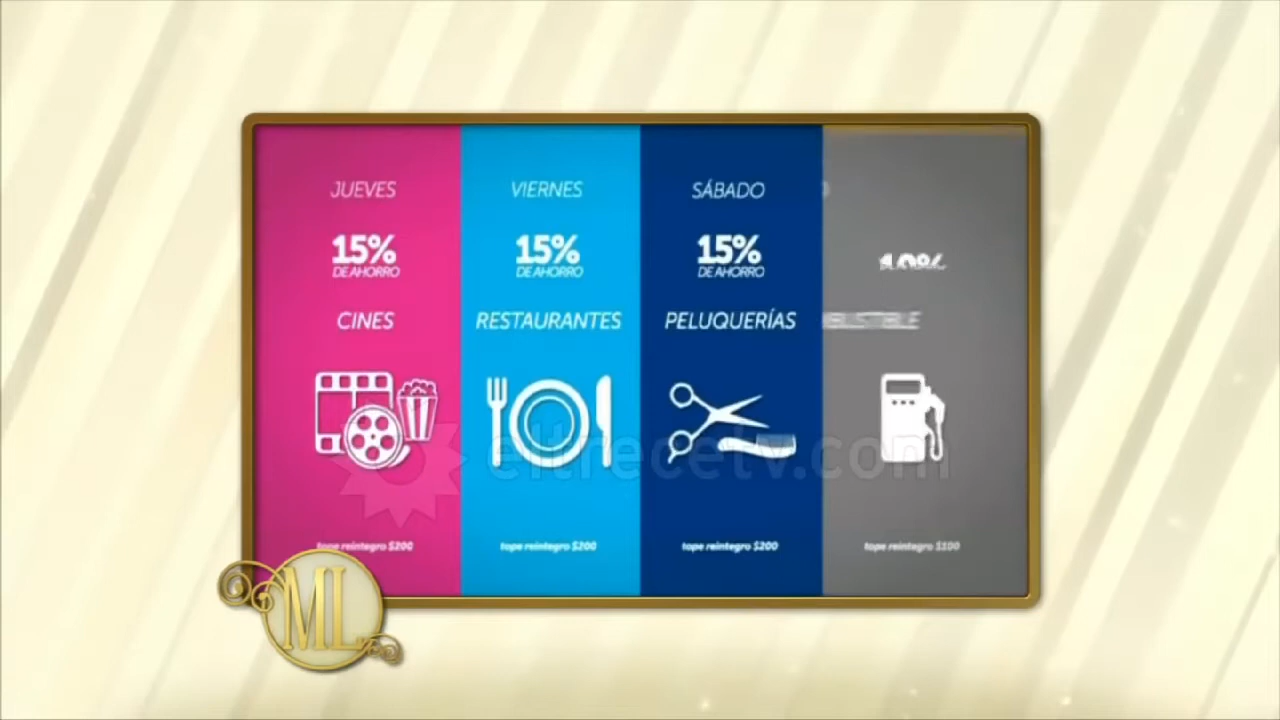 JUEVES
15%
DE AHORRO
CINES
tope reintegro $200
VIERNES
15%
DE AHORRO
RESTAURANTES
tope reintegro $200
SÁBADO
15%
DE AHORRO
PELUQUERÍAS
tope reintegro $200
tope reintegro $100
eltrecetv.com
ML